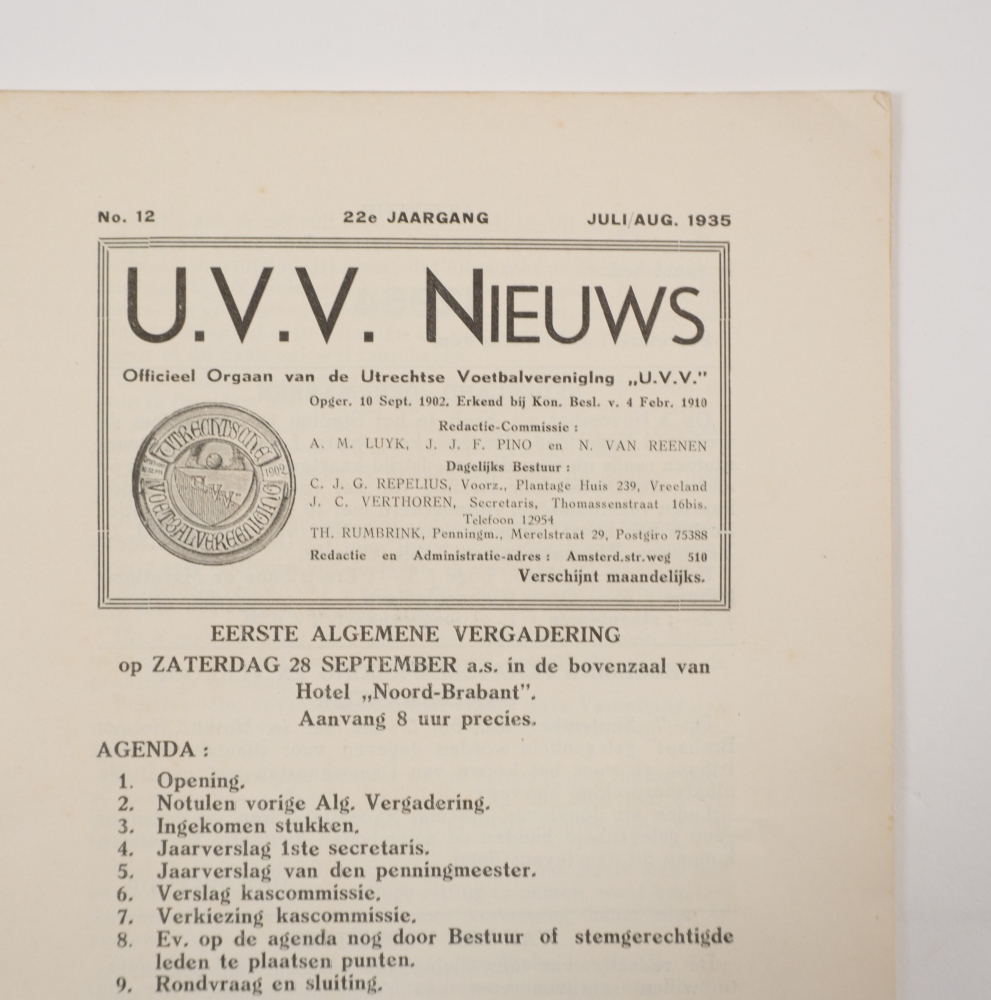 No. 12 22e JAARGANG JULI/AUG. 1935
U.V.V. NIEUWS
Officieel Orgaan van de Utrechtse Voetbalvereniging „U.V.V.”
Opger. 10 Sept. 1902. Erkend bij Kon. Besl. v. 4 Febr. 1910
Redactie-Commissie :
A. M. LUYK, J. J. F. PINO en N. VAN REENEN
Dagelijks Bestuur :
C. J. G. REPELIUS, Voorz., Plantage Huis 239, Vreeland
J. C. VERTHOREN, Secretaris, Thomassenstraat 16bis.
Telefoon 12954
TH. RUMBRINK, Penningm., Merelstraat 29, Postgiro 75388
Redactie en Administratie-adres : Amsterd.str.weg 510
Verschijnt maandelijks.
UTRECHTSCHE
1902
U.V.V.
VOETBALVEREENIGING
EERSTE ALGEMENE VERGADERING
op ZATERDAG 28 SEPTEMBER a.s. in de bovenzaal van
Hotel „Noord-Brabant”.
Aanvang 8 uur precies.
AGENDA :
1. Opening.
2. Notulen vorige Alg. Vergadering.
3. Ingekomen stukken.
4. Jaarverslag 1ste secretaris.
5. Jaarverslag van den penningmeester.
6. Verslag kascommissie.
7. Verkiezing kascommissie.
8. Ev. op de agenda nog door Bestuur of stemgerechtigde
leden te plaatsen punten.
9. Rondvraag en sluiting.